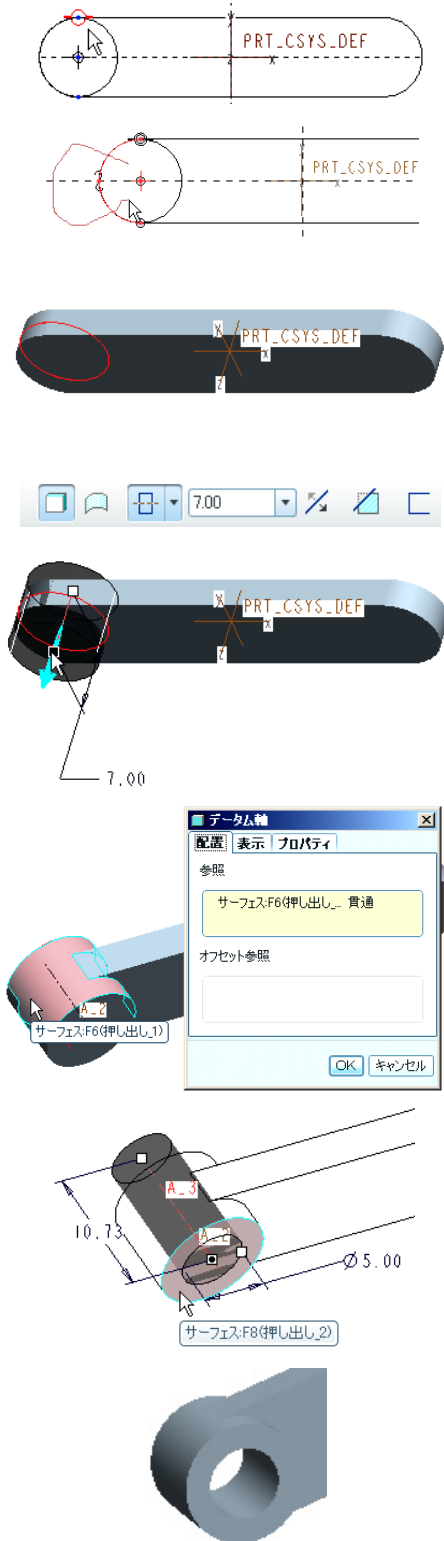 PRT_CSYS_DEF
x
PRT_CSYS_DEF
x
Y
PRT_CSYS_DEF
x
Z
7.00
Y
PRT_CSYS_DEF
x
Z
7.00
データム軸
配置 表示 プロパティ
参照
サーフェス:F6(押し出し_... 貫通
オフセット参照
A_2
サーフェス:F6(押し出し_1)
OK キャンセル
A_3
10.73
A_2
Ø5.00
サーフェス:F8(押し出し_2)